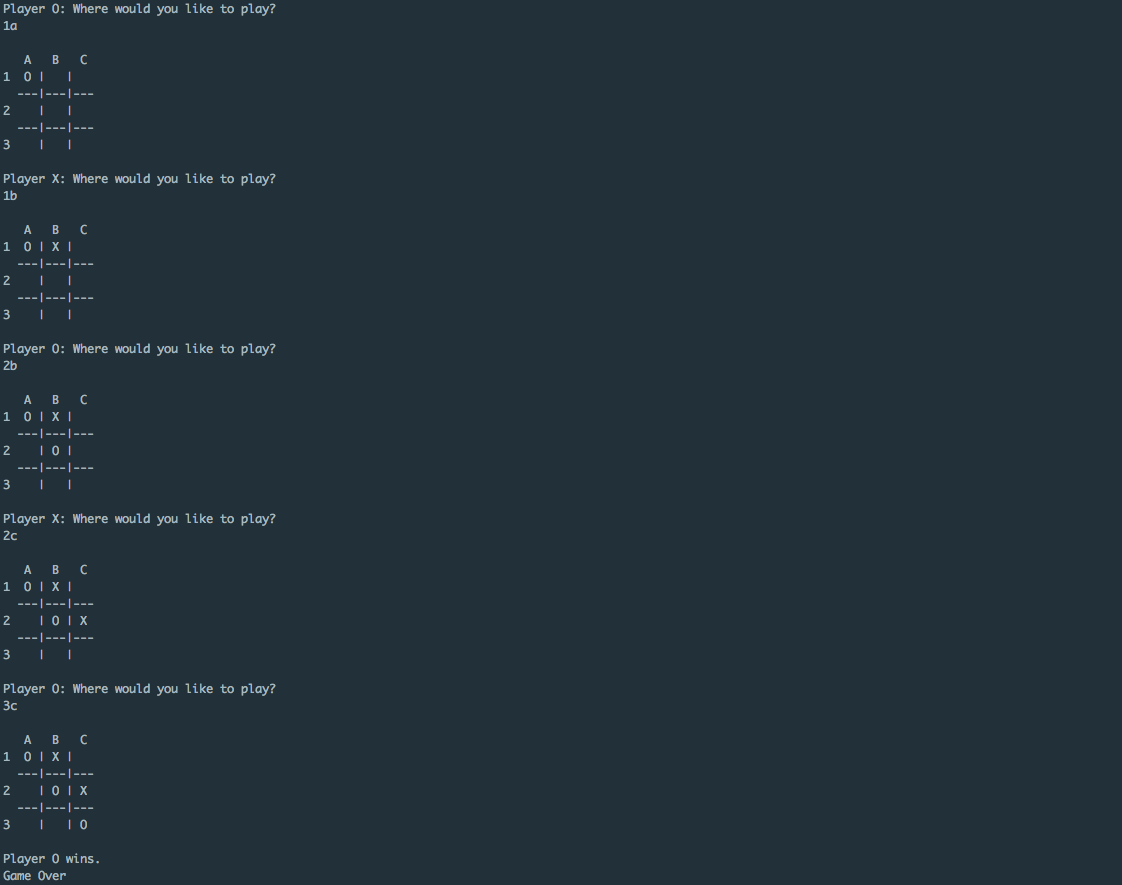 Player O: Where would you like to play?
1a

   A   B   C
1  O |   |
  ---|---|---
2    |   |
  ---|---|---
3    |   |

Player X: Where would you like to play?
1b

   A   B   C
1  O | X |
  ---|---|---
2    |   |
  ---|---|---
3    |   |

Player O: Where would you like to play?
2b

   A   B   C
1  O | X |
  ---|---|---
2    | O |
  ---|---|---
3    |   |

Player X: Where would you like to play?
2c

   A   B   C
1  O | X |
  ---|---|---
2    | O | X
  ---|---|---
3    |   |

Player O: Where would you like to play?
3c

   A   B   C
1  O | X |
  ---|---|---
2    | O | X
  ---|---|---
3    |   | O

Player O wins.
Game Over